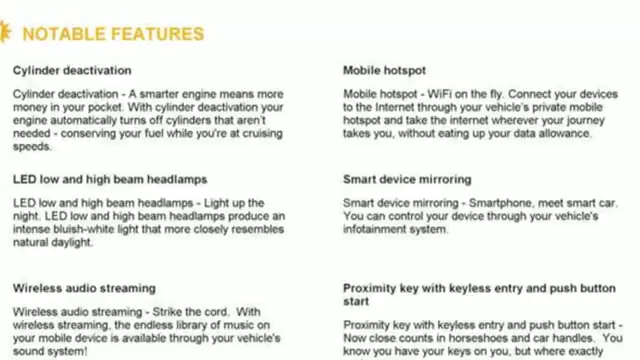 NOTABLE FEATURES
Cylinder deactivation
Cylinder deactivation - A smarter engine means more
money in your pocket. With cylinder deactivation your
engine automatically turns off cylinders that aren't
needed - conserving your fuel while you're at cruising
speeds.
LED low and high beam headlamps
LED low and high beam headlamps - Light up the
night. LED low and high beam headlamps produce an
intense bluish-white light that more closely resembles
natural daylight.
Wireless audio streaming
Wireless audio streaming - Strike the cord. With
wireless streaming, the endless library of music on
your mobile device is available through your vehicle's
sound system!
Mobile hotspot
Mobile hotspot - WiFi on the fly. Connect your devices
to the Internet through your vehicle's private mobile
hotspot and take the internet wherever your journey
takes you, without eating up your data allowance.
Smart device mirroring
Smart device mirroring - Smartphone, meet smart car.
You can control your device through your vehicle's
infotainment system.
Proximity key with keyless entry and push button
start
Proximity key with keyless entry and push button start -
Now close counts in horseshoes and car handles. You
know you have your keys on you, but where exactly